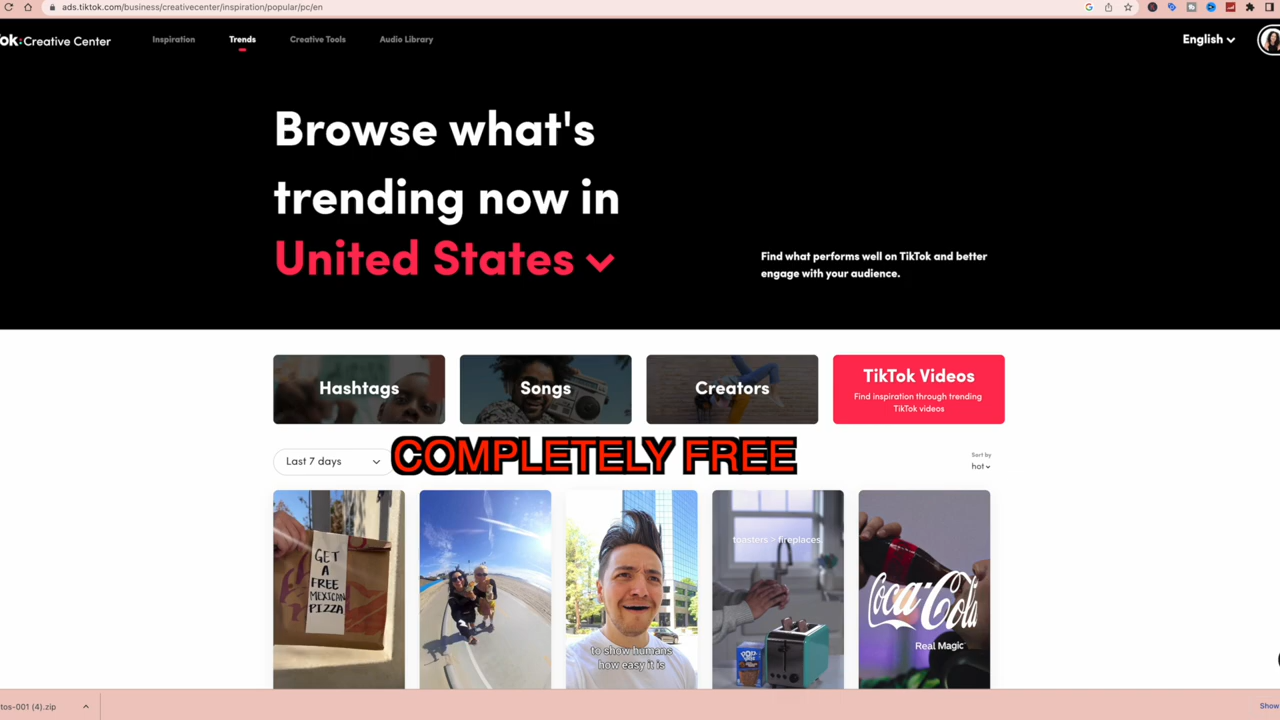 ads.tiktok.com/business/creativecenter/inspiration/popular/pc/en
ok:Creative Center
Inspiration
Trends
Creative Tools
Audio Library
English
Browse what's
trending now in
United States
Find what performs well on TikTok and better
engage with your audience.
Hashtags
Songs
Creators
TikTok Videos
Find inspiration through trending
TikTok videos
Last 7 days
COMPLETELY FREE
Sort by
hot
GET
A
FREE
MEXICAN
PIZZA
to show humans
how easy it is
toasters > fireplaces
POP
Coca-Cola
Real Magic
tos-001 (4).zip
Show